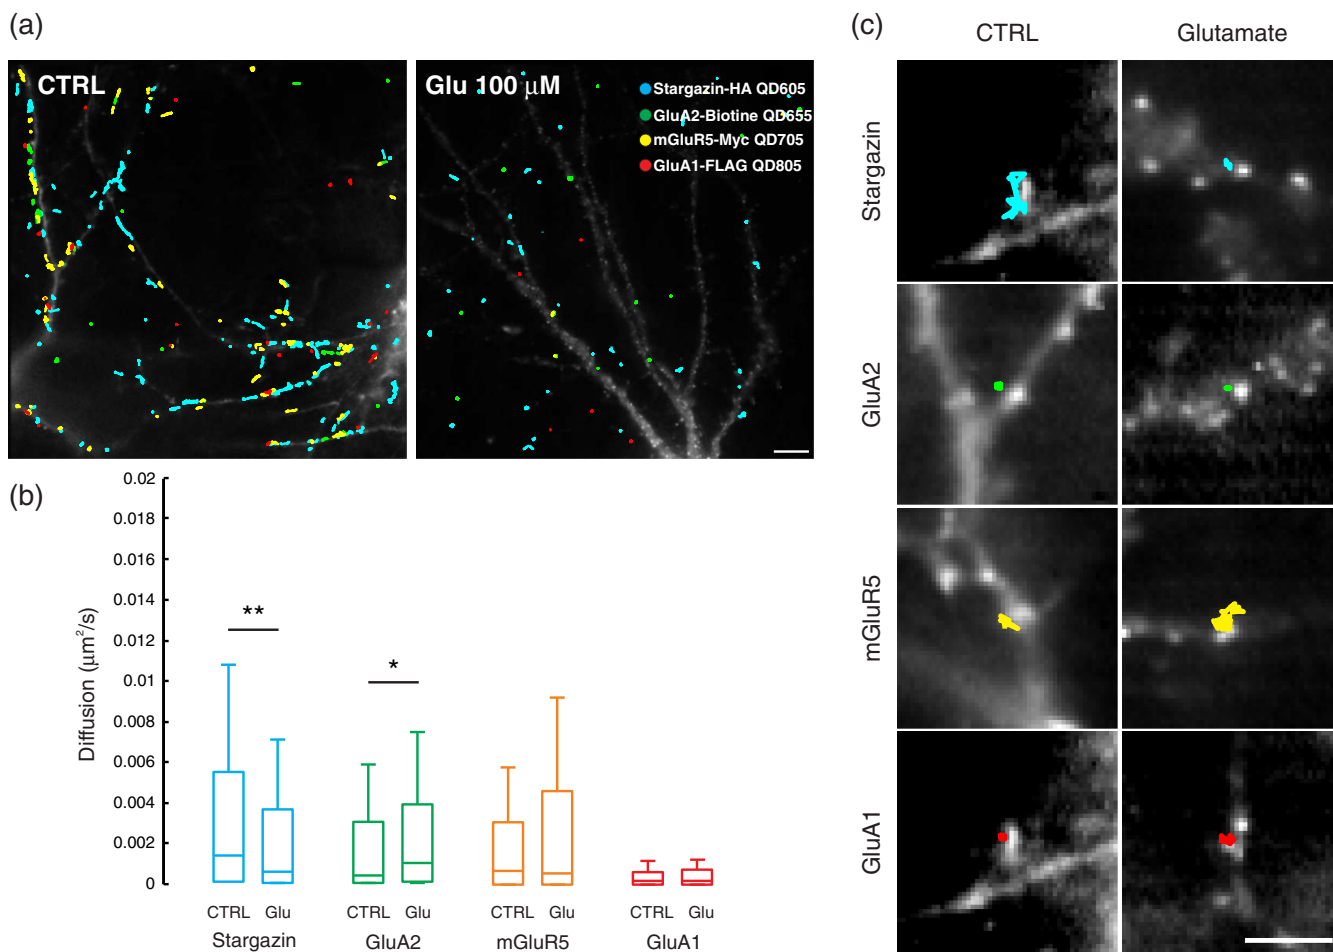 (a)
CTRL
Glu 100 μM
Stargazin-HA QD605
GluA2-Biotine QD655
mGluR5-Myc QD705
GluA1-FLAG QD805
(b)
Diffusion (μm²/s)
0.02
0.018
0.016
0.014
0.012
0.01
0.008
0.006
0.004
0.002
0
**
*
CTRL Glu CTRL Glu CTRL Glu CTRL Glu
Stargazin GluA2 mGluR5 GluA1
(c)
CTRL Glutamate
Stargazin
GluA2
mGluR5
GluA1